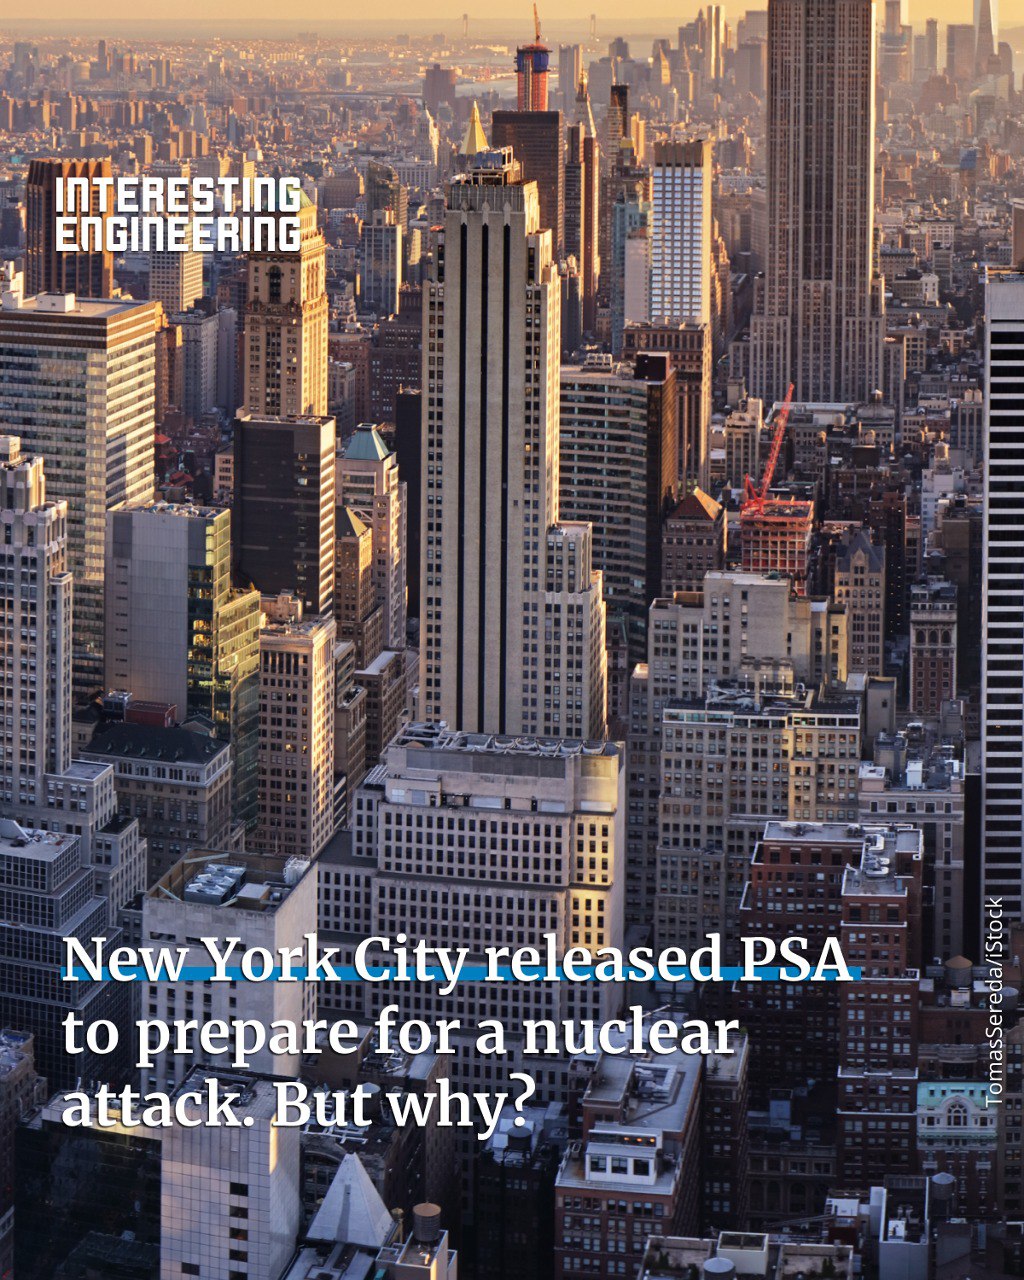 INTERESTING
ENGINEERING
New York City released PSA
to prepare for a nuclear
attack. But why?
TomasSereda/iStock